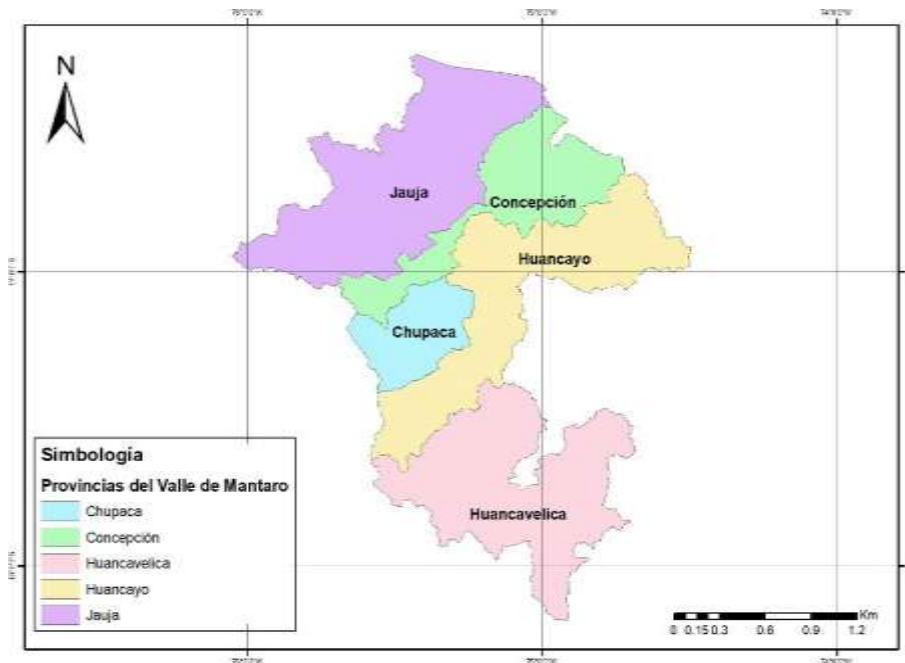 N
Jauja
Concepción
Huancayo
Chupaca
Huancavelica
Simbología
Provincias del Valle de Mantaro
Chupaca
Concepción
Huancavelica
Huancayo
Jauja
Km
0 0.15 0.3 0.6 0.9 1.2